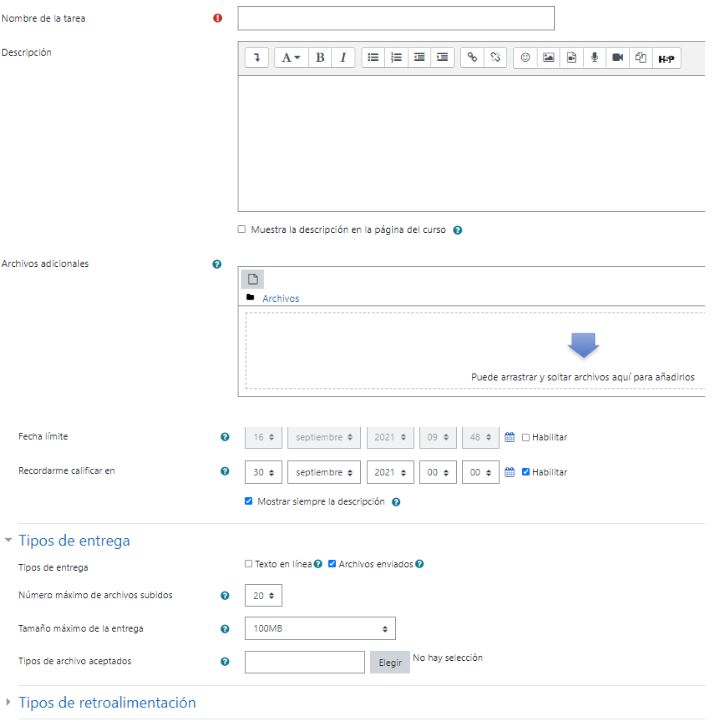 Nombre de la tarea
Descripción
A B I H5P
Muestra la descripción en la página del curso
Archivos adicionales
Archivos
Puede arrastrar y soltar archivos aquí para añadirlos
Fecha límite 16 septiembre 2021 09 48 Habilitar
Recordarme calificar en 30 septiembre 2021 00 00 Habilitar
Mostrar siempre la descripción
Tipos de entrega
Tipos de entrega Texto en línea Archivos enviados
Número máximo de archivos subidos 20
Tamaño máximo de la entrega 100MB
Tipos de archivo aceptados Elegir No hay selección
Tipos de retroalimentación